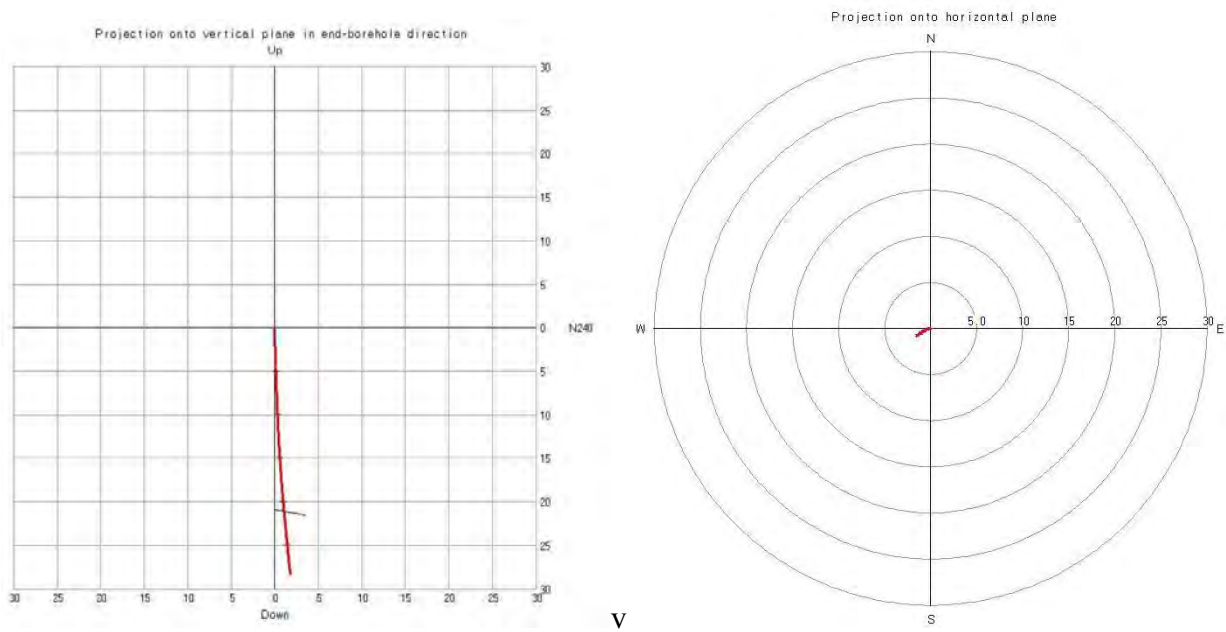 Projection onto vertical plane in end-borehole direction
Up
30
25
20
15
10
5
0 N240
5
10
15
20
25
30
30 25 20 15 10 5 0 5 10 15 20 25 30
Down
v
Projection onto horizontal plane
N
W 5.0 10 15 20 25 30 E
S